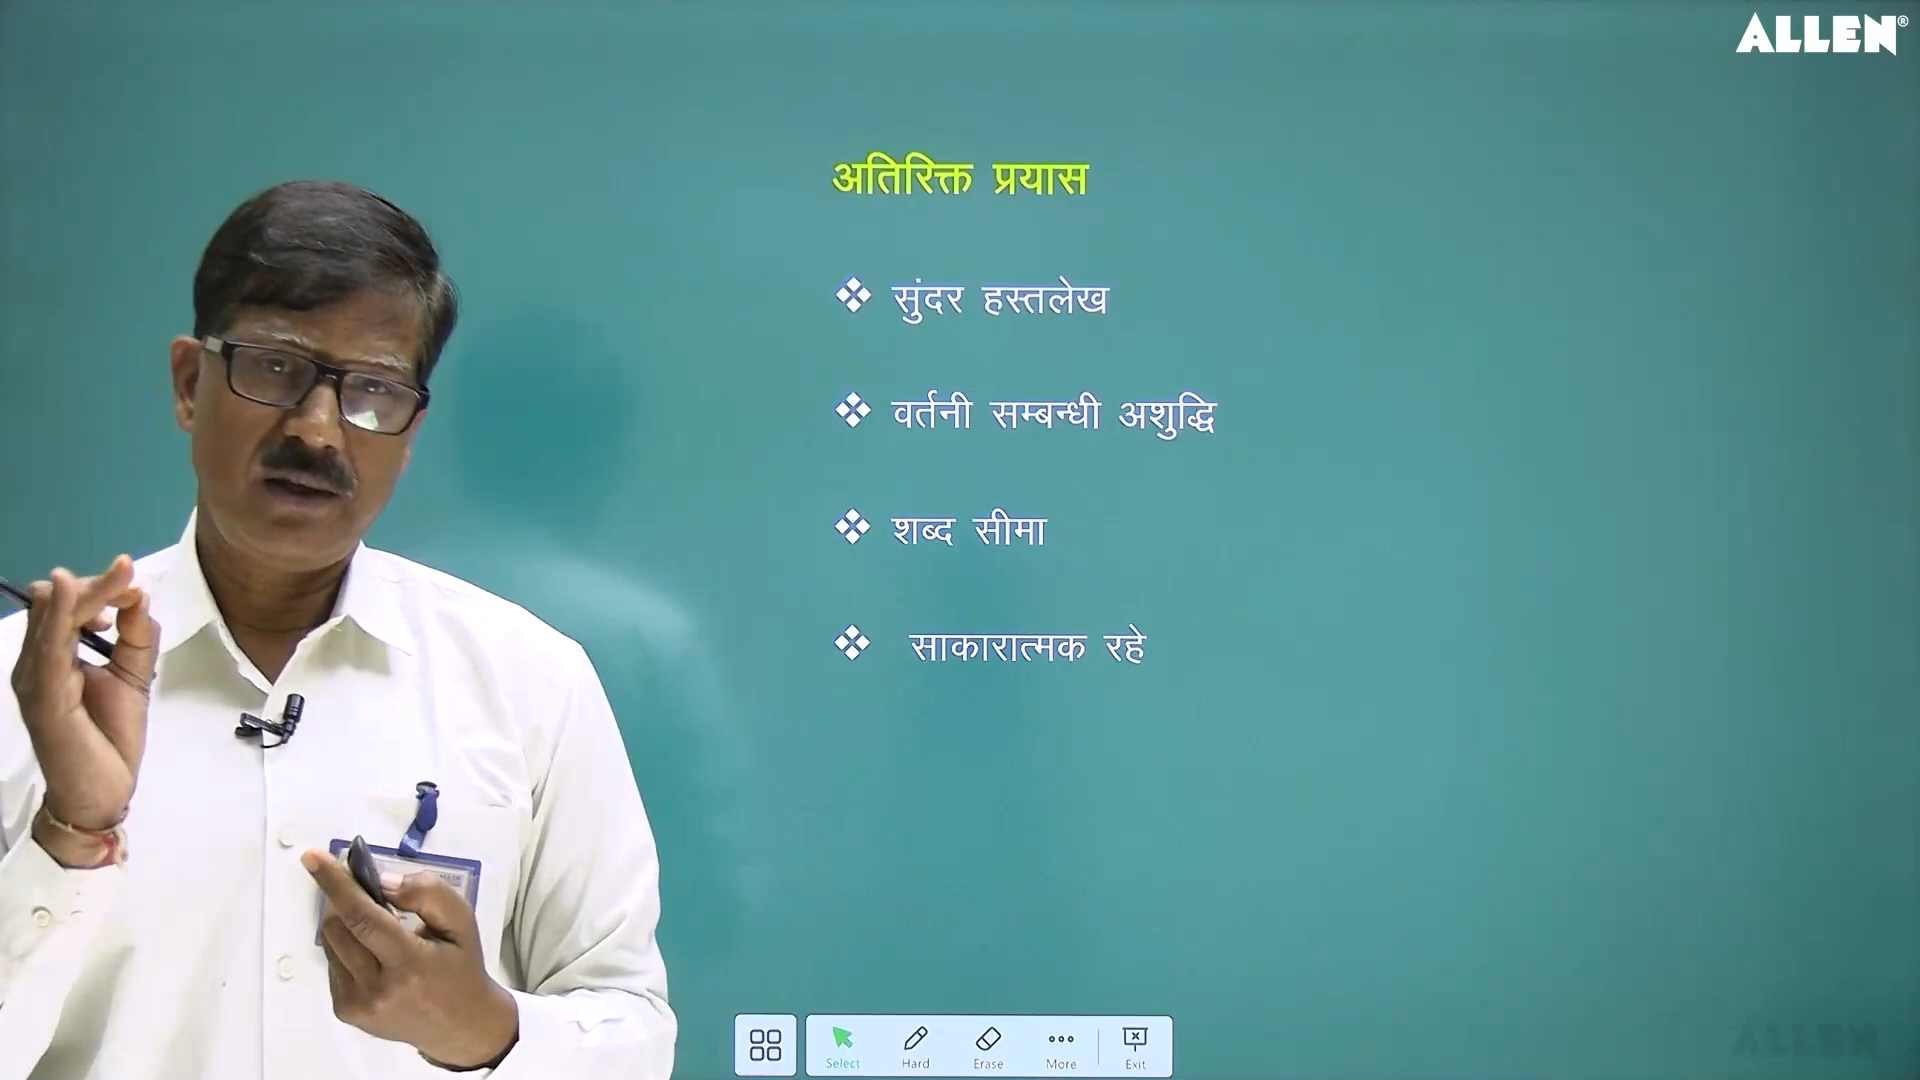 ALLEN®
अतिरिक्त प्रयास
❖ सुंदर हस्तलेख
❖ वर्तनी सम्बन्धी अशुद्धि
❖ शब्द सीमा
❖ साकारात्मक रहे
Select Hard Erase More Exit
ALLEN